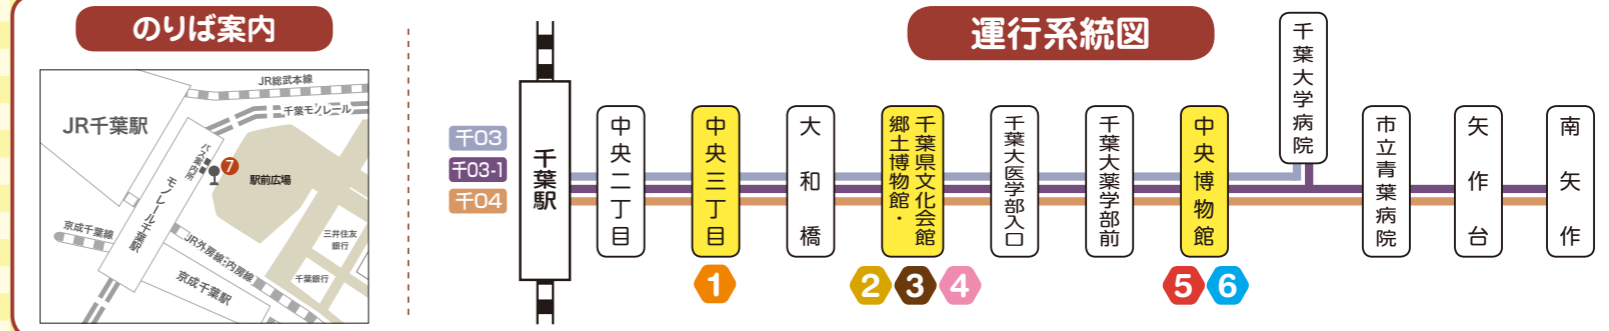 のりば案内
JR総武本線
千葉モノレール
JR千葉駅
バス案内所
7
駅前広場
モノレール千葉駅
京成千葉線
JR外房線・内房線
三井住友
銀行
千葉銀行
京成千葉駅
運行系統図
千03
千03-1
千04
千葉駅
中央二丁目
中央三丁目
大和橋
千葉県文化会館
郷土博物館・
千葉大医学部入口
千葉大薬学部前
中央博物館
千葉大学病院
市立青葉病院
矢作台
南矢作
1
2
3
4
5
6